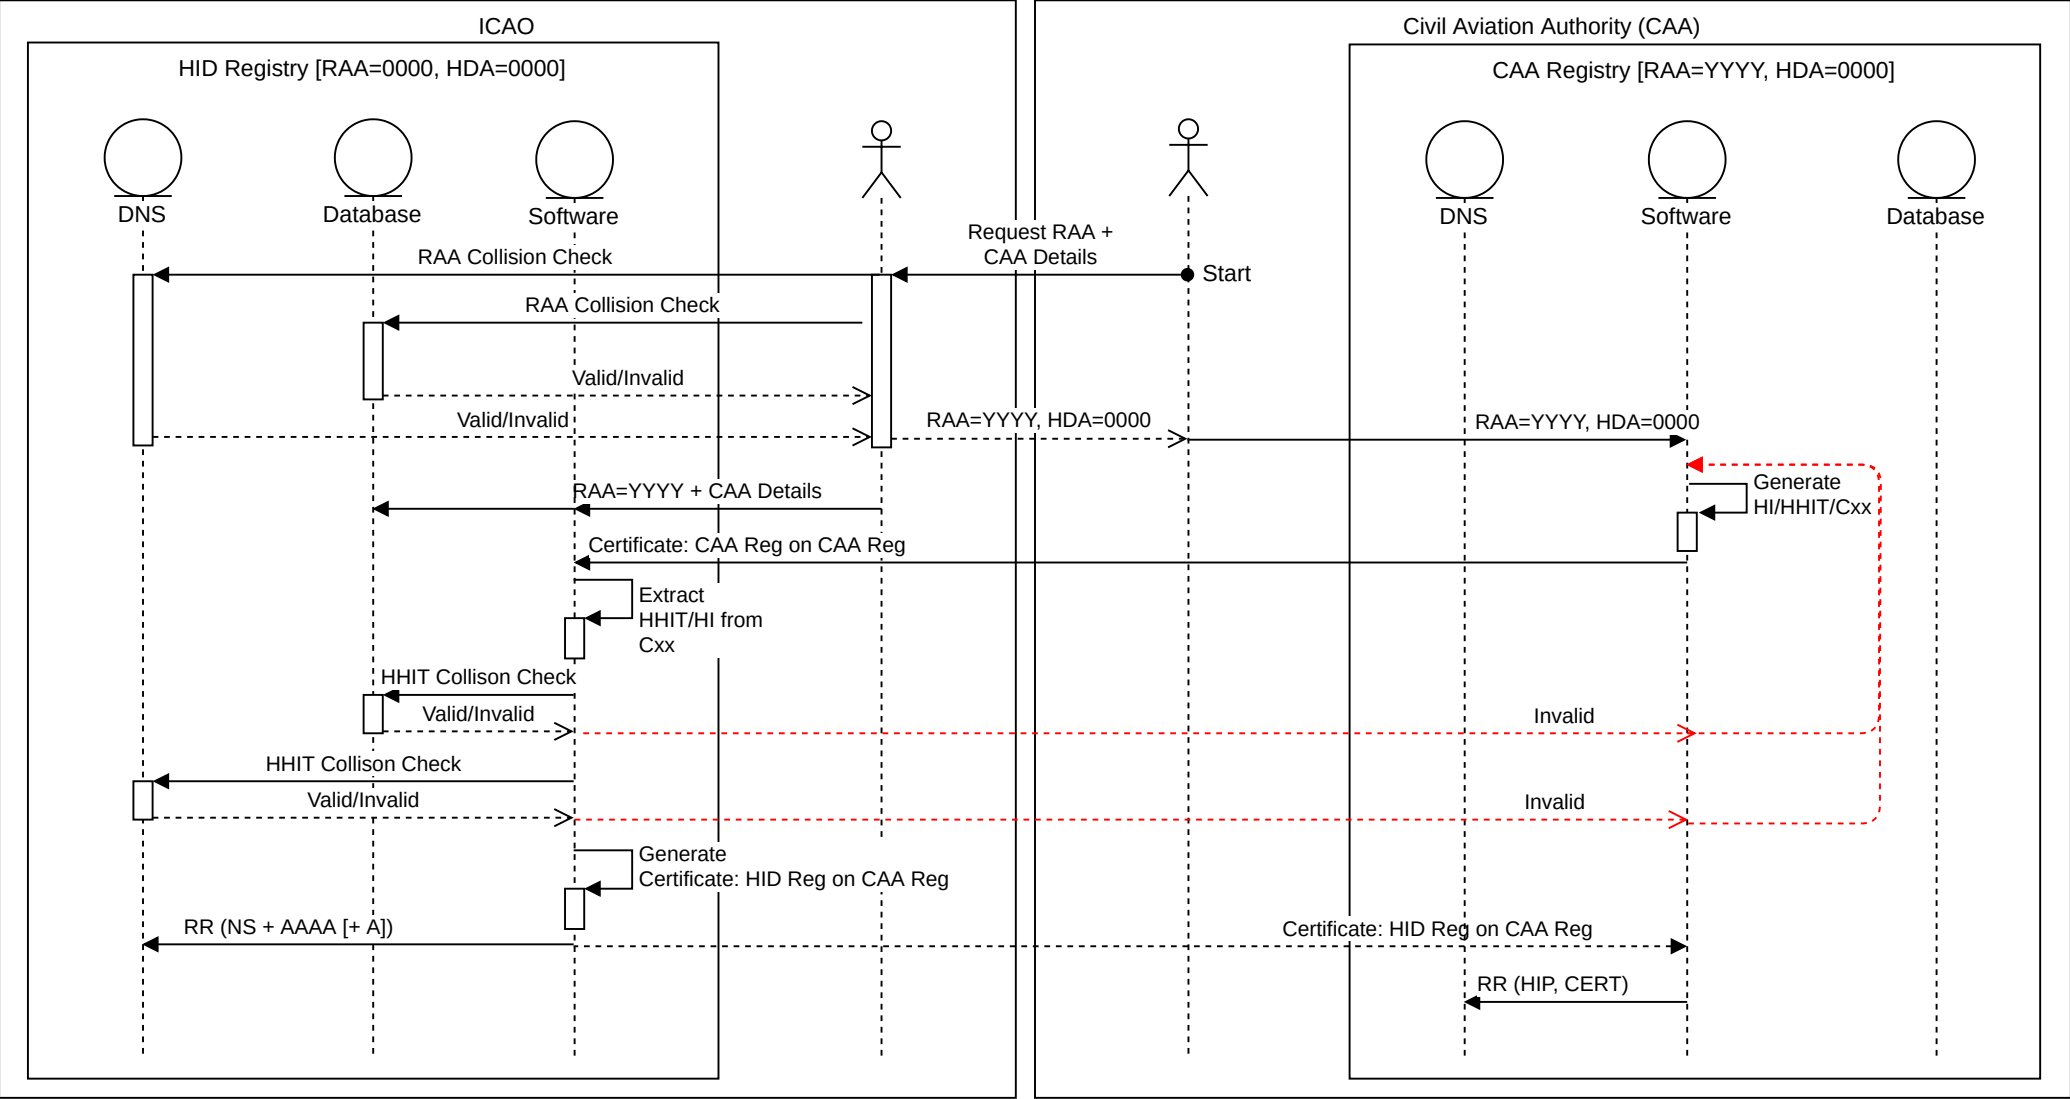 ICAO
Civil Aviation Authority (CAA)
HID Registry [RAA=0000, HDA=0000]
CAA Registry [RAA=YYYY, HDA=0000]
DNS
Database
Software
DNS
Software
Database
Request RAA +
CAA Details
RAA Collision Check
Start
RAA Collision Check
Valid/Invalid
Valid/Invalid
RAA=YYYY, HDA=0000
RAA=YYYY, HDA=0000
Generate
HI/HHIT/Cxx
RAA=YYYY + CAA Details
Certificate: CAA Reg on CAA Reg
Extract
HHIT/HI from
Cxx
HHIT Collison Check
Valid/Invalid
Invalid
HHIT Collison Check
Valid/Invalid
Invalid
Generate
Certificate: HID Reg on CAA Reg
RR (NS + AAAA [+ A])
Certificate: HID Reg on CAA Reg
RR (HIP, CERT)